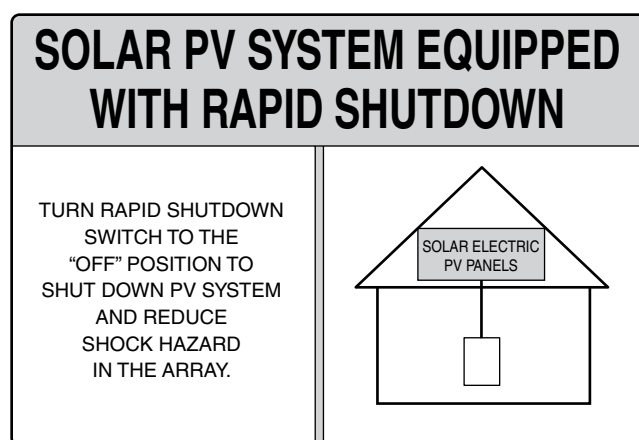 SOLAR PV SYSTEM EQUIPPED
WITH RAPID SHUTDOWN
TURN RAPID SHUTDOWN
SWITCH TO THE
“OFF” POSITION TO
SHUT DOWN PV SYSTEM
AND REDUCE
SHOCK HAZARD
IN THE ARRAY.
SOLAR ELECTRIC
PV PANELS